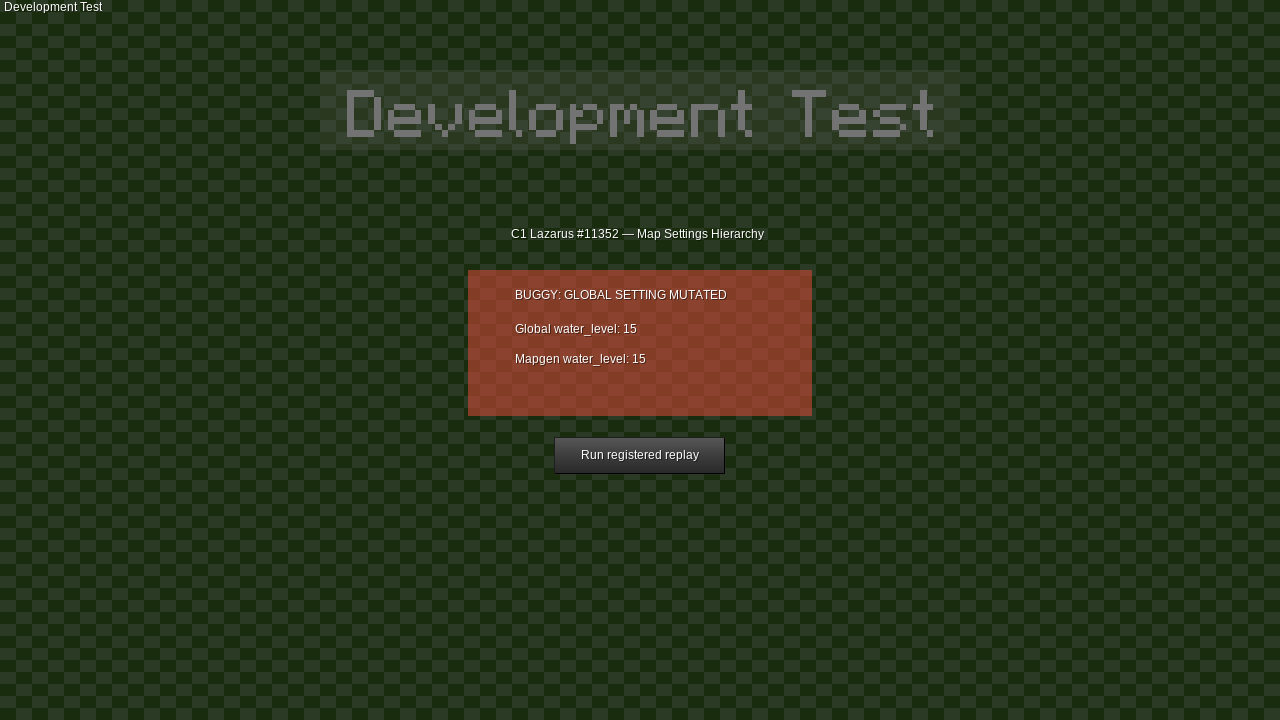 Development Test
Development Test
C1 Lazarus #11352 — Map Settings Hierarchy
BUGGY: GLOBAL SETTING MUTATED
Global water_level: 15
Mapgen water_level: 15
Run registered replay